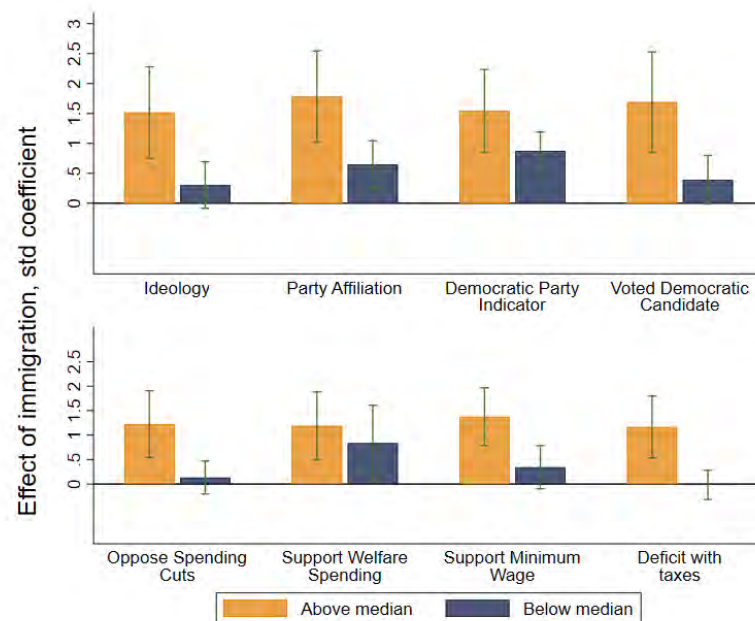 Effect of immigration, std coefficient
3
2.5
2
1.5
1
.5
0
Ideology
Party Affiliation
Democratic Party
Indicator
Voted Democratic
Candidate
2.5
2
1.5
1
.5
0
Oppose Spending
Cuts
Support Welfare
Spending
Support Minimum
Wage
Deficit with
taxes
Above median
Below median